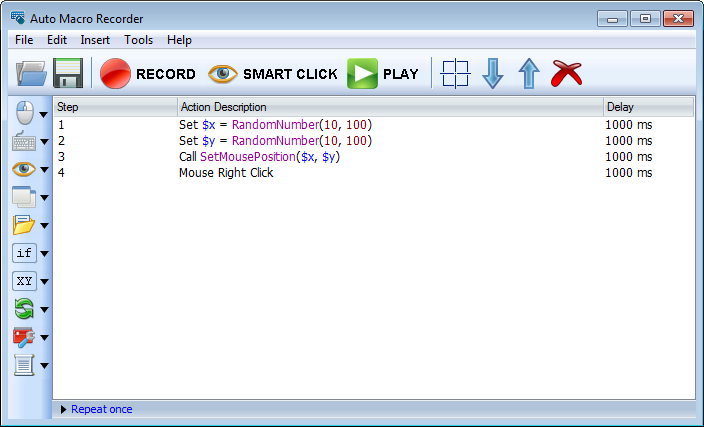 Auto Macro Recorder
File Edit Insert Tools Help
RECORD SMART CLICK PLAY
Step Action Description Delay
1 Set $x = RandomNumber(10, 100) 1000 ms
2 Set $y = RandomNumber(10, 100) 1000 ms
3 Call SetMousePosition($x, $y) 1000 ms
4 Mouse Right Click 1000 ms
if
XY
Repeat once